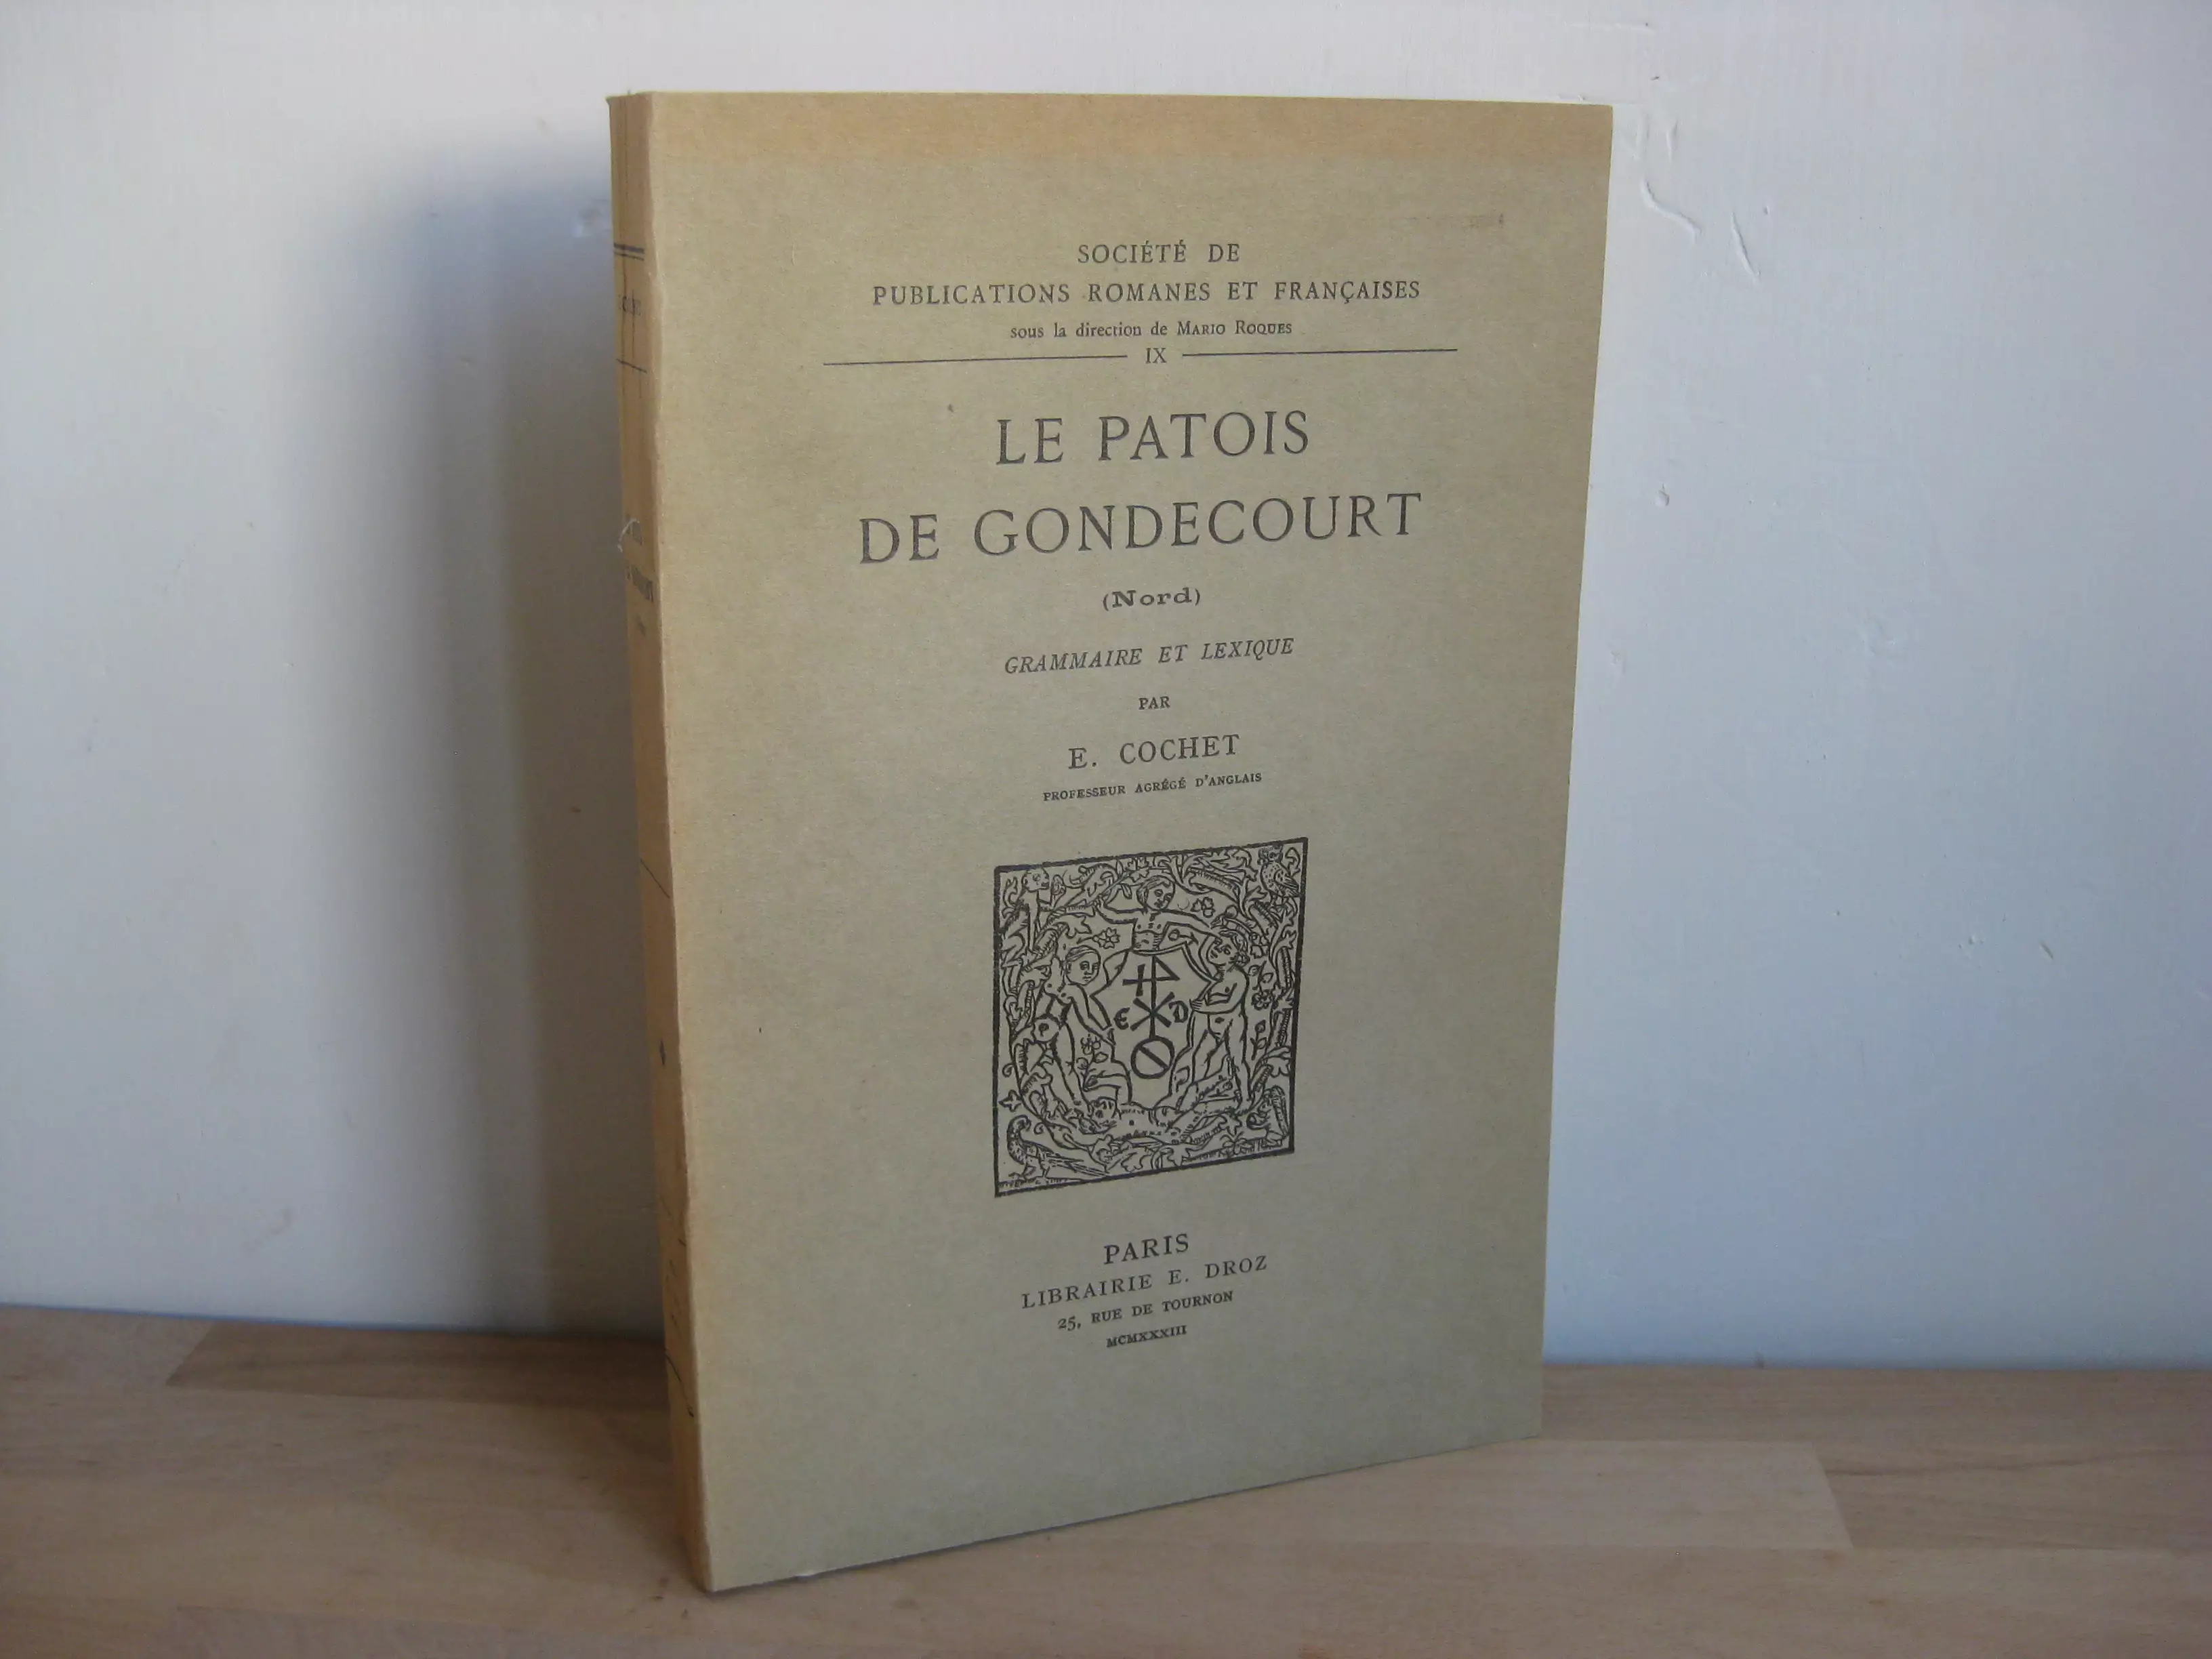 SOCIÉTÉ DE
PUBLICATIONS ROMANES ET FRANÇAISES
sous la direction de MARIO ROQUES
IX
LE PATOIS
DE GONDECOURT
(Nord)
GRAMMAIRE ET LEXIQUE
PAR
E. COCHET
PROFESSEUR AGRÉGÉ D'ANGLAIS
E D
PARIS
LIBRAIRIE E. DROZ
25, RUE DE TOURNON
MCMXXXIII